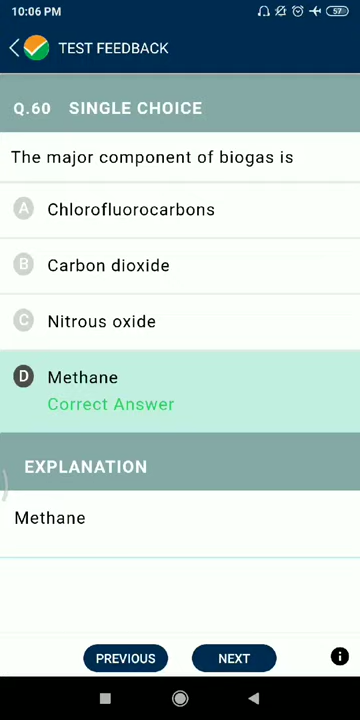 10:06 PM
57
TEST FEEDBACK
Q.60 SINGLE CHOICE
The major component of biogas is
A Chlorofluorocarbons
B Carbon dioxide
C Nitrous oxide
D Methane
Correct Answer
EXPLANATION
Methane
PREVIOUS NEXT i